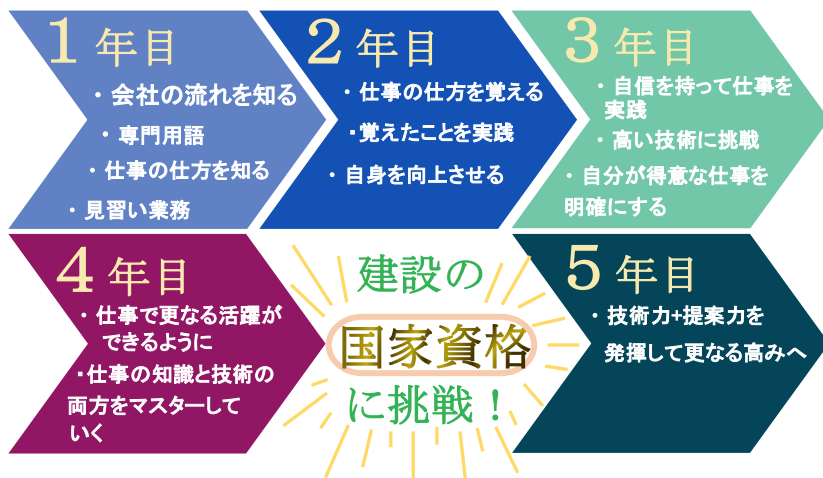 1年目
・会社の流れを知る
・専門用語
・仕事の仕方を知る
・見習い業務
2年目
・仕事の仕方を覚える
・覚えたことを実践
・自身を向上させる
3年目
・自信を持って仕事を
実践
・高い技術に挑戦
・自分が得意な仕事を
明確にする
4年目
・仕事で更なる活躍が
できるように
・仕事の知識と技術の
両方をマスターして
いく
建設の
国家資格
に挑戦！
5年目
・技術力+提案力を
発揮して更なる高みへ